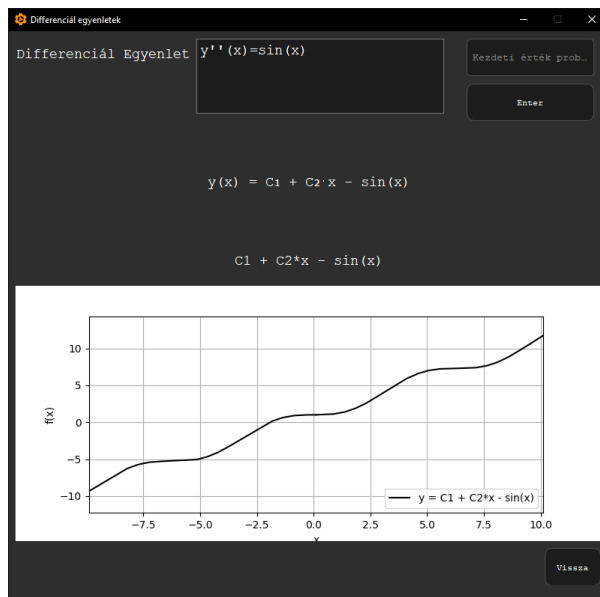 Differenciál egyenletek
Differenciál Egyenlet
y''(x)=sin(x)
Kezdeti érték prob…
Enter
y(x) = C₁ + C₂·x - sin(x)
C1 + C2*x - sin(x)
10
5
0
−5
−10
f(x)
y = C1 + C2*x - sin(x)
−7.5 −5.0 −2.5 0.0 2.5 5.0 7.5 10.0
x
Vissza